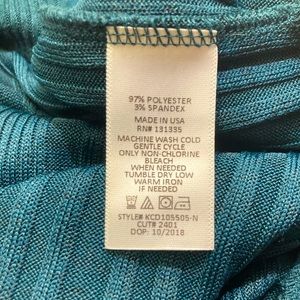 97% POLYESTER
3% SPANDEX
MADE IN USA
RN# 131335
MACHINE WASH COLD
GENTLE CYCLE
ONLY NON-CHLORINE
BLEACH
WHEN NEEDED
TUMBLE DRY LOW
WARM IRON
IF NEEDED
STYLE# KCD105505-N
CUT# 2401
DOP: 10/2018